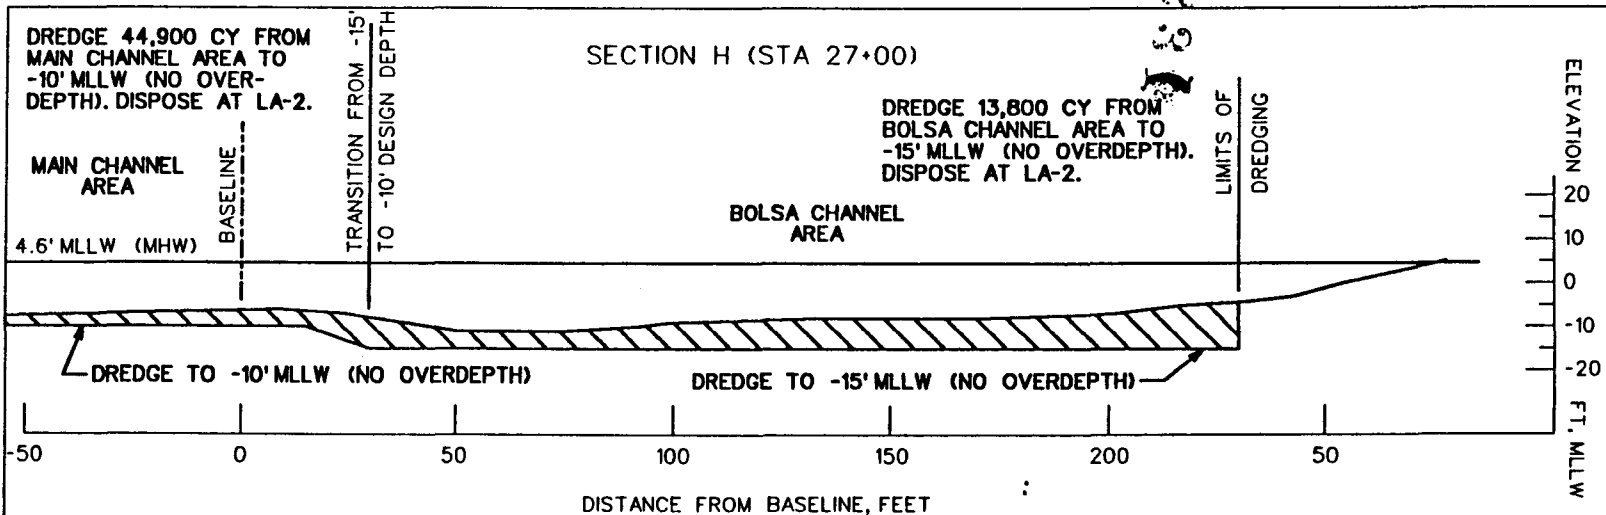 DREDGE 44,900 CY FROM
MAIN CHANNEL AREA TO
-10' MLLW (NO OVER-
DEPTH). DISPOSE AT LA-2.
TRANSITION FROM -15'
TO -10' DESIGN DEPTH
SECTION H (STA 27+00)
DREDGE 13,800 CY FROM
BOLSA CHANNEL AREA TO
-15' MLLW (NO OVERDEPTH).
DISPOSE AT LA-2.
LIMITS OF
DREDGING
ELEVATION
MAIN CHANNEL
AREA
BASELINE
BOLSA CHANNEL
AREA
4.6' MLLW (MHW)
20
10
0
-10
-20
FT. MLLW
DREDGE TO -10' MLLW (NO OVERDEPTH)
DREDGE TO -15' MLLW (NO OVERDEPTH)
-50 0 50 100 150 200 50
DISTANCE FROM BASELINE, FEET